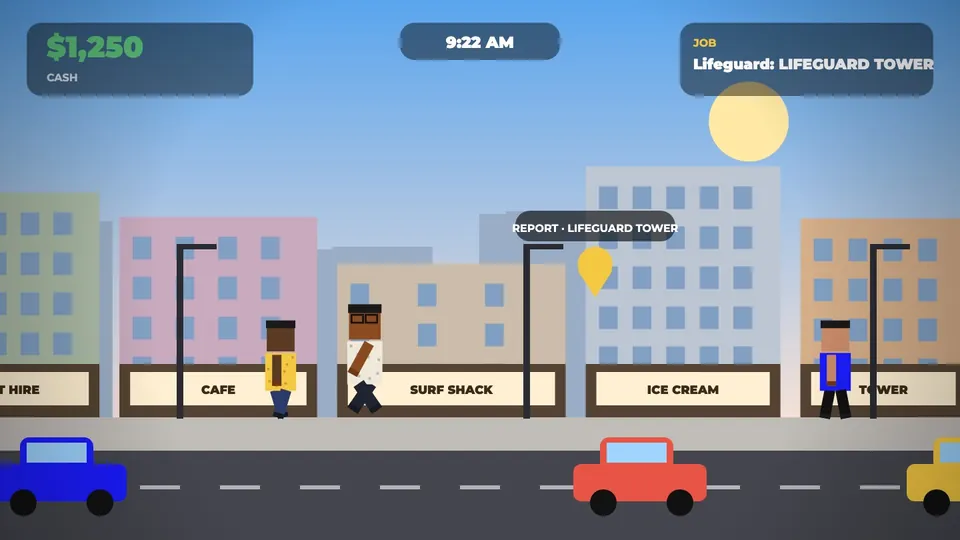 $1,250
CASH
9:22 AM
JOB
Lifeguard: LIFEGUARD TOWER
REPORT · LIFEGUARD TOWER
T HIRE
CAFE
SURF SHACK
ICE CREAM
TOWER